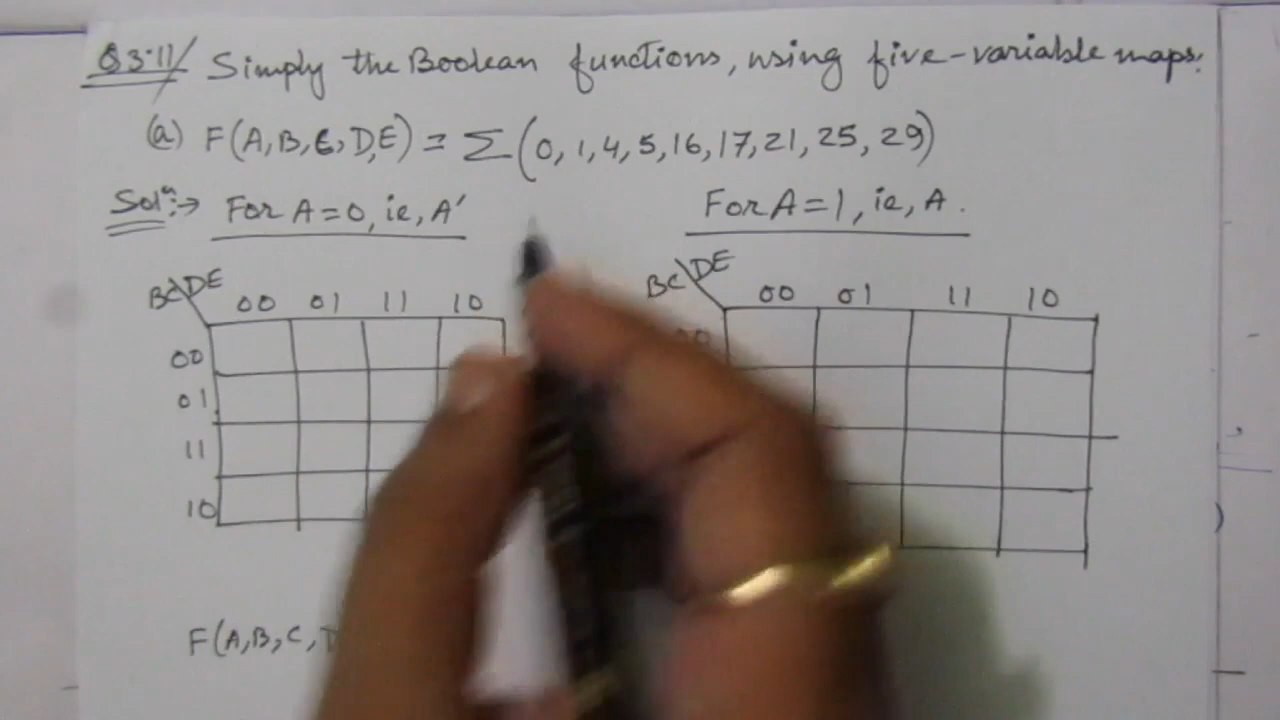 Q3.11/ Simply the Boolean functions, using five-variable maps.
(a) F(A,B,C,D,E) = Σ(0, 1, 4, 5, 16, 17, 21, 25, 29)
Solⁿ:→ For A=0, ie, A'
For A=1, ie, A.
BC\DE
00 01 11 10
00
01
11
10
BC\DE
00 01 11 10
00
F(A,B,C,D